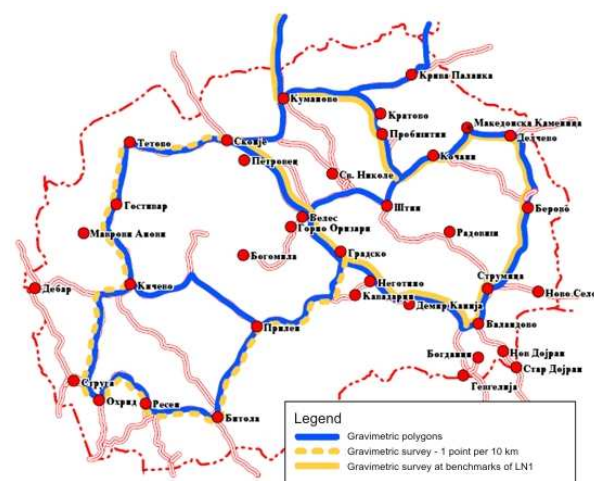 Крива Паланка
Куманово
Кратово
Македонска Каменица
Пробиштип
Делчево
Скопје
Тетово
Петровец
Кочани
Св. Николе
Гостивар
Штип
Берово
Велес
Горно Оризари
Радовиш
Маврови Анови
Богомила
Градско
Струмица
Дебар
Кичево
Неготино
Ново Село
Кавадарци
Демир Капија
Прилеп
Валандово
Богданци
Нов Дојран
Стар Дојран
Гевгелија
Струга
Охрид
Ресен
Битола
Legend
Gravimetric polygons
Gravimetric survey - 1 point per 10 km
Gravimetric survey at benchmarks of LN1